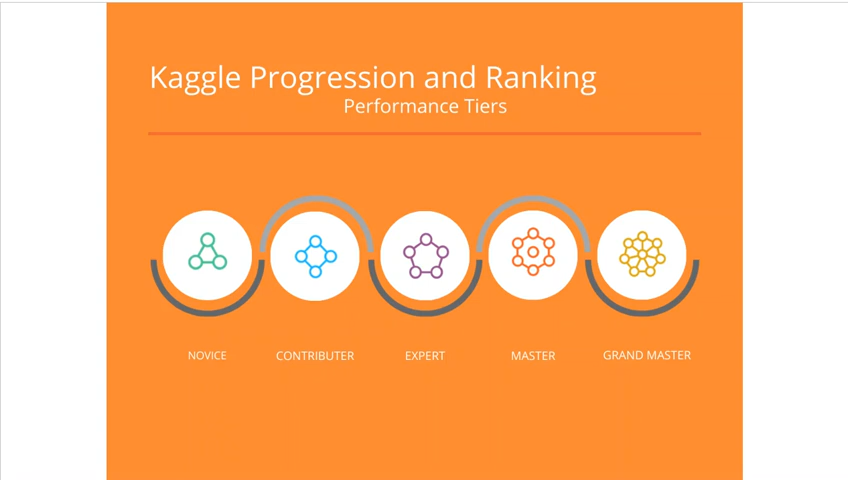 Kaggle Progression and Ranking
Performance Tiers
NOVICE CONTRIBUTER EXPERT MASTER GRAND MASTER